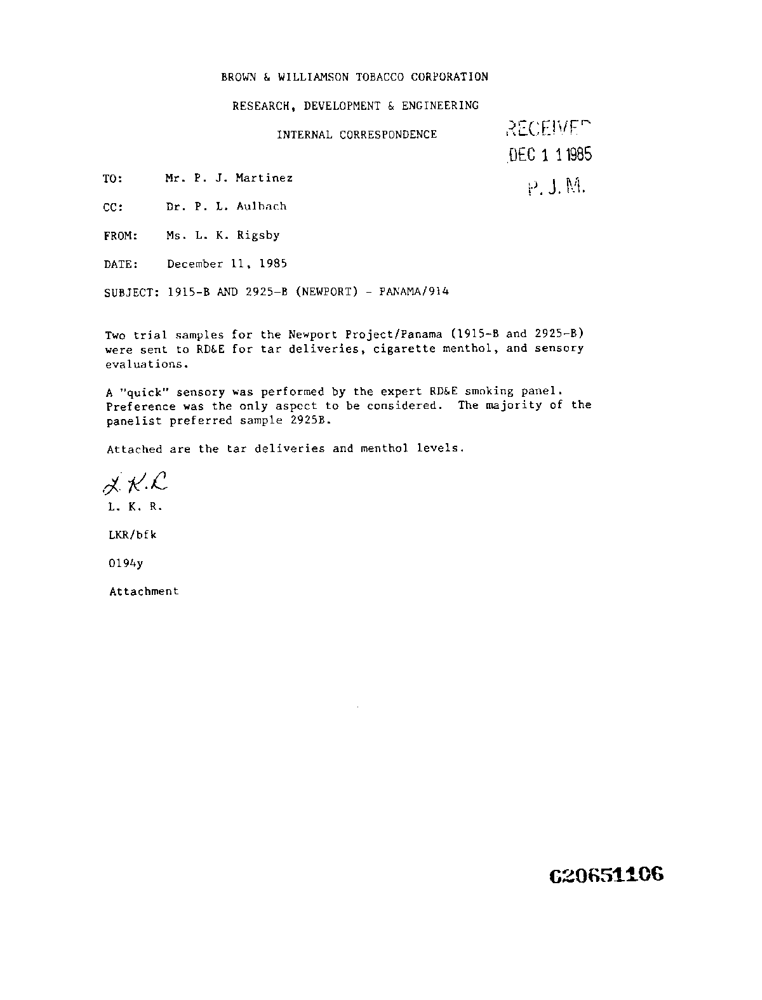 BROWN & WILLIAMSON TOBACCO CORPORATION
RESEARCH, DEVELOPMENT & ENGINEERING
INTERNAL CORRESPONDENCE
RECEIVED
DEC 1 1 1985
P. J. M.
TO: Mr. P. J. Martinez
CC: Dr. P. L. Aulbach
FROM: Ms. L. K. Rigsby
DATE: December 11, 1985
SUBJECT: 1915-B AND 2925-B (NEWPORT) - PANAMA/914
Two trial samples for the Newport Project/Panama (1915-B and 2925-B)
were sent to RD&E for tar deliveries, cigarette menthol, and sensory
evaluations.
A "quick" sensory was performed by the expert RD&E smoking panel.
Preference was the only aspect to be considered. The majority of the
panelist preferred sample 2925B.
Attached are the tar deliveries and menthol levels.
L.K.R
L. K. R.
LKR/bfk
0194y
Attachment
620651106